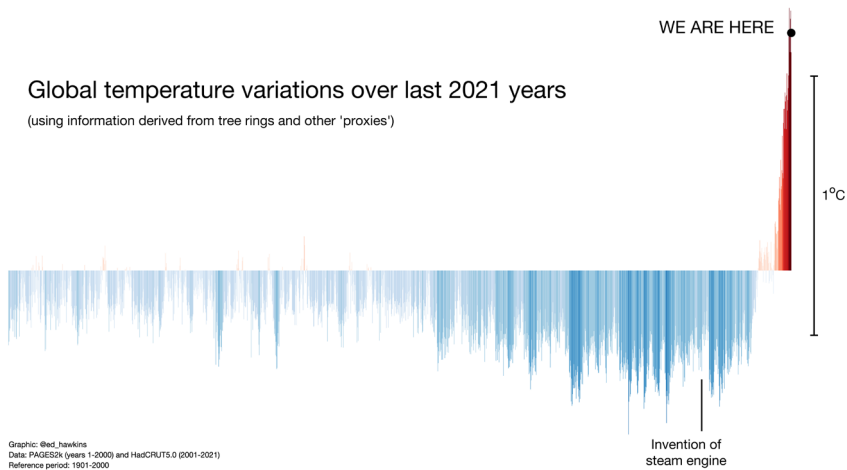 WE ARE HERE
Global temperature variations over last 2021 years
(using information derived from tree rings and other 'proxies')
1°C
Invention of
steam engine
Graphic: @ed_hawkins
Data: PAGES2k (years 1-2000) and HadCRUT5.0 (2001-2021)
Reference period: 1901-2000